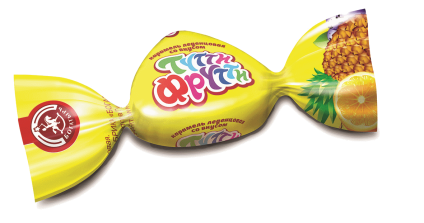 карамель леденцовая
со вкусом
Тутти
Фрутти
карамель леденцовая
со вкусом